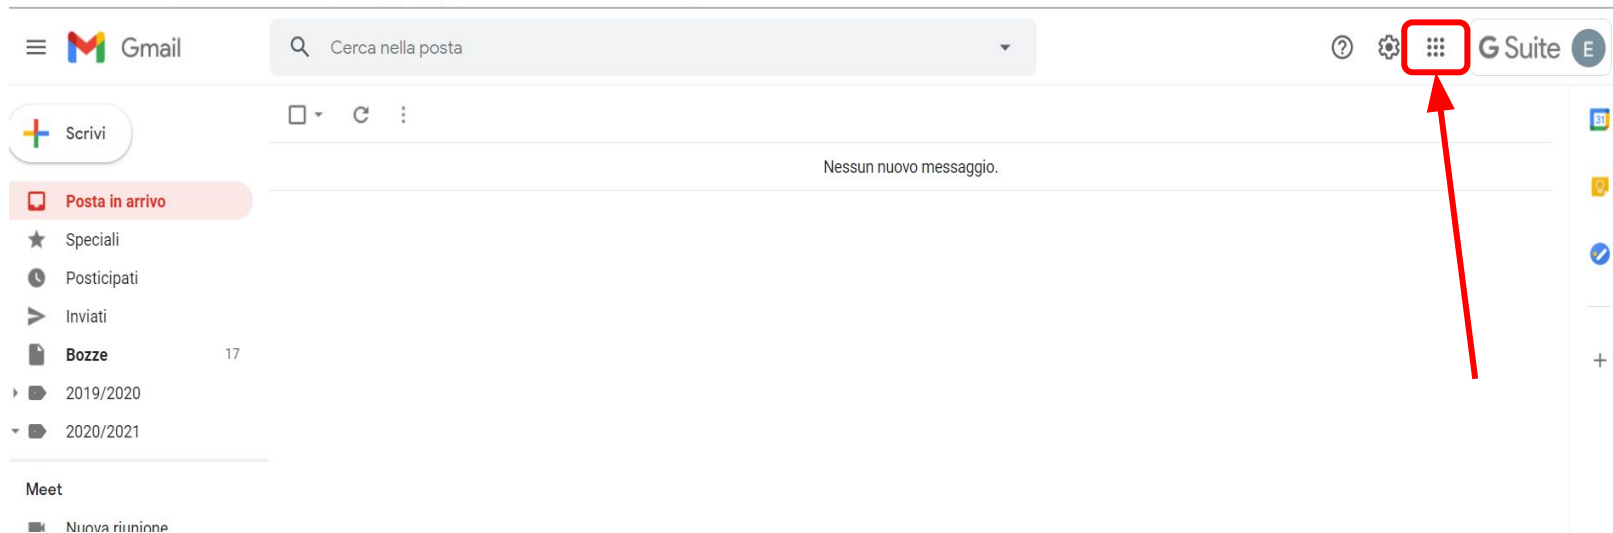 Gmail
Cerca nella posta
G Suite
E
Scrivi
31
Nessun nuovo messaggio.
Posta in arrivo
Speciali
Posticipati
Inviati
Bozze 17
2019/2020
2020/2021
Meet
Nuova riunione